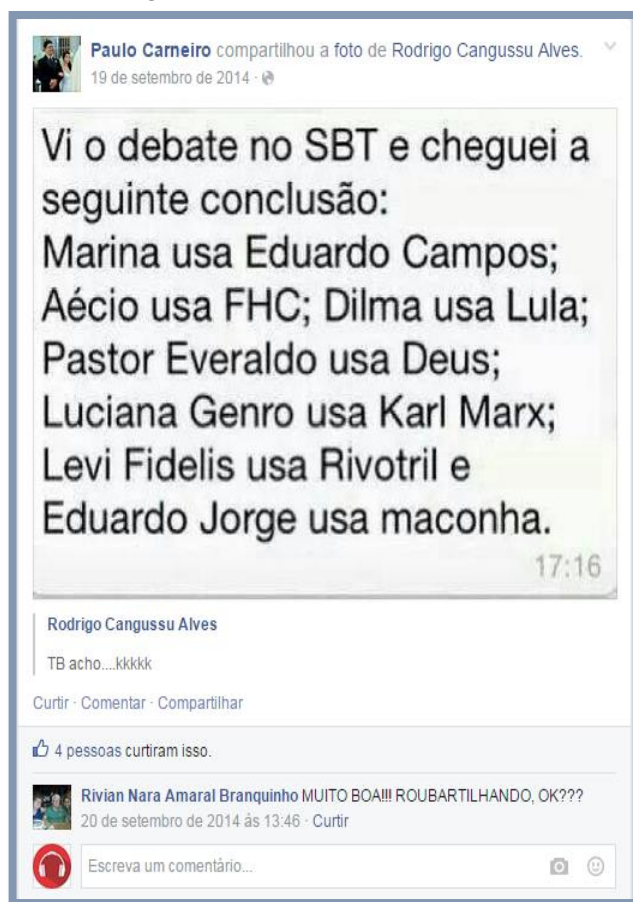 Paulo Carneiro compartilhou a foto de Rodrigo Cangussu Alves.
19 de setembro de 2014 ·
Vi o debate no SBT e cheguei a
seguinte conclusão:
Marina usa Eduardo Campos;
Aécio usa FHC; Dilma usa Lula;
Pastor Everaldo usa Deus;
Luciana Genro usa Karl Marx;
Levi Fidelis usa Rivotril e
Eduardo Jorge usa maconha.
17:16
Rodrigo Cangussu Alves
TB acho....kkkkk
Curtir · Comentar · Compartilhar
4 pessoas curtiram isso.
Rivian Nara Amaral Branquinho MUITO BOA!!! ROUBARTILHANDO, OK???
20 de setembro de 2014 às 13:46 · Curtir
Escreva um comentário...